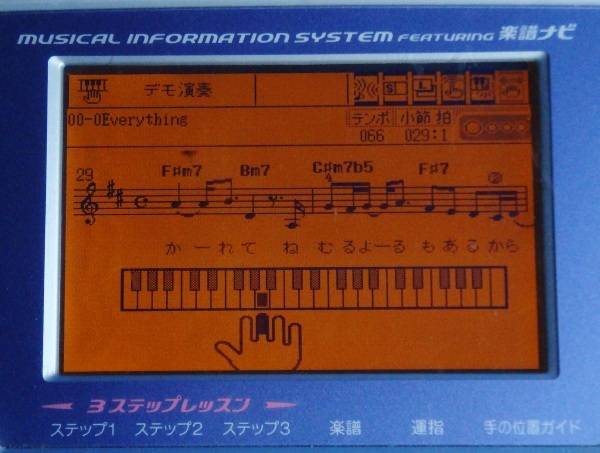 MUSICAL INFORMATION SYSTEM FEATURING 楽譜ナビ
デモ演奏
00-0Everything テンポ 小節 拍
066 029:1
29 F♯m7 Bm7 C♯m7b5 F♯7
かーれて ねむるよーる もあるから
3ステップレッスン
ステップ1 ステップ2 ステップ3 楽譜 運指 手の位置ガイド